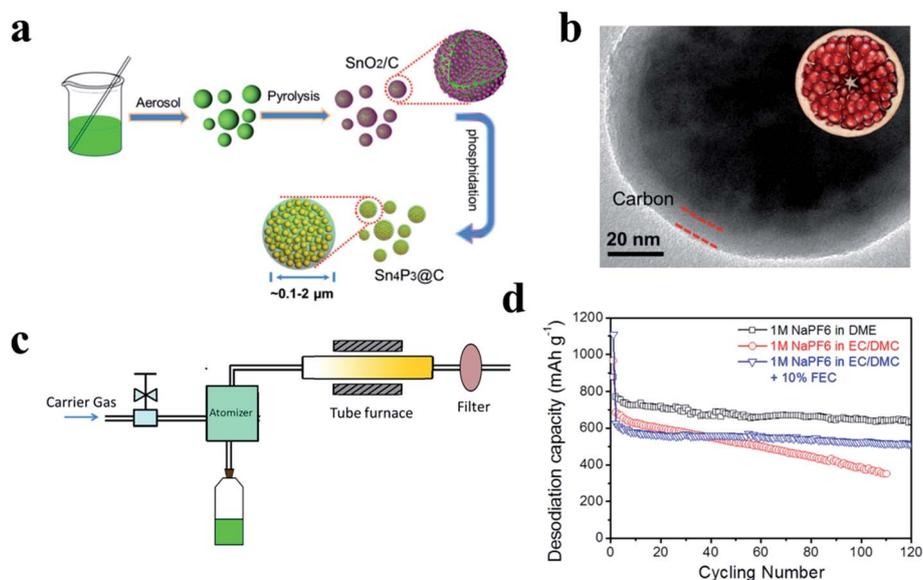 a
SnO2/C
Aerosol
Pyrolysis
phosphidation
Sn4P3@C
~0.1-2 μm
b
Carbon
20 nm
c
Carrier Gas
Atomizer
Tube furnace
Filter
d
Desodiation capacity (mAh g-1)
1200
1000
800
600
400
200
0
1M NaPF6 in DME
1M NaPF6 in EC/DMC
1M NaPF6 in EC/DMC
+ 10% FEC
0 20 40 60 80 100 120
Cycling Number